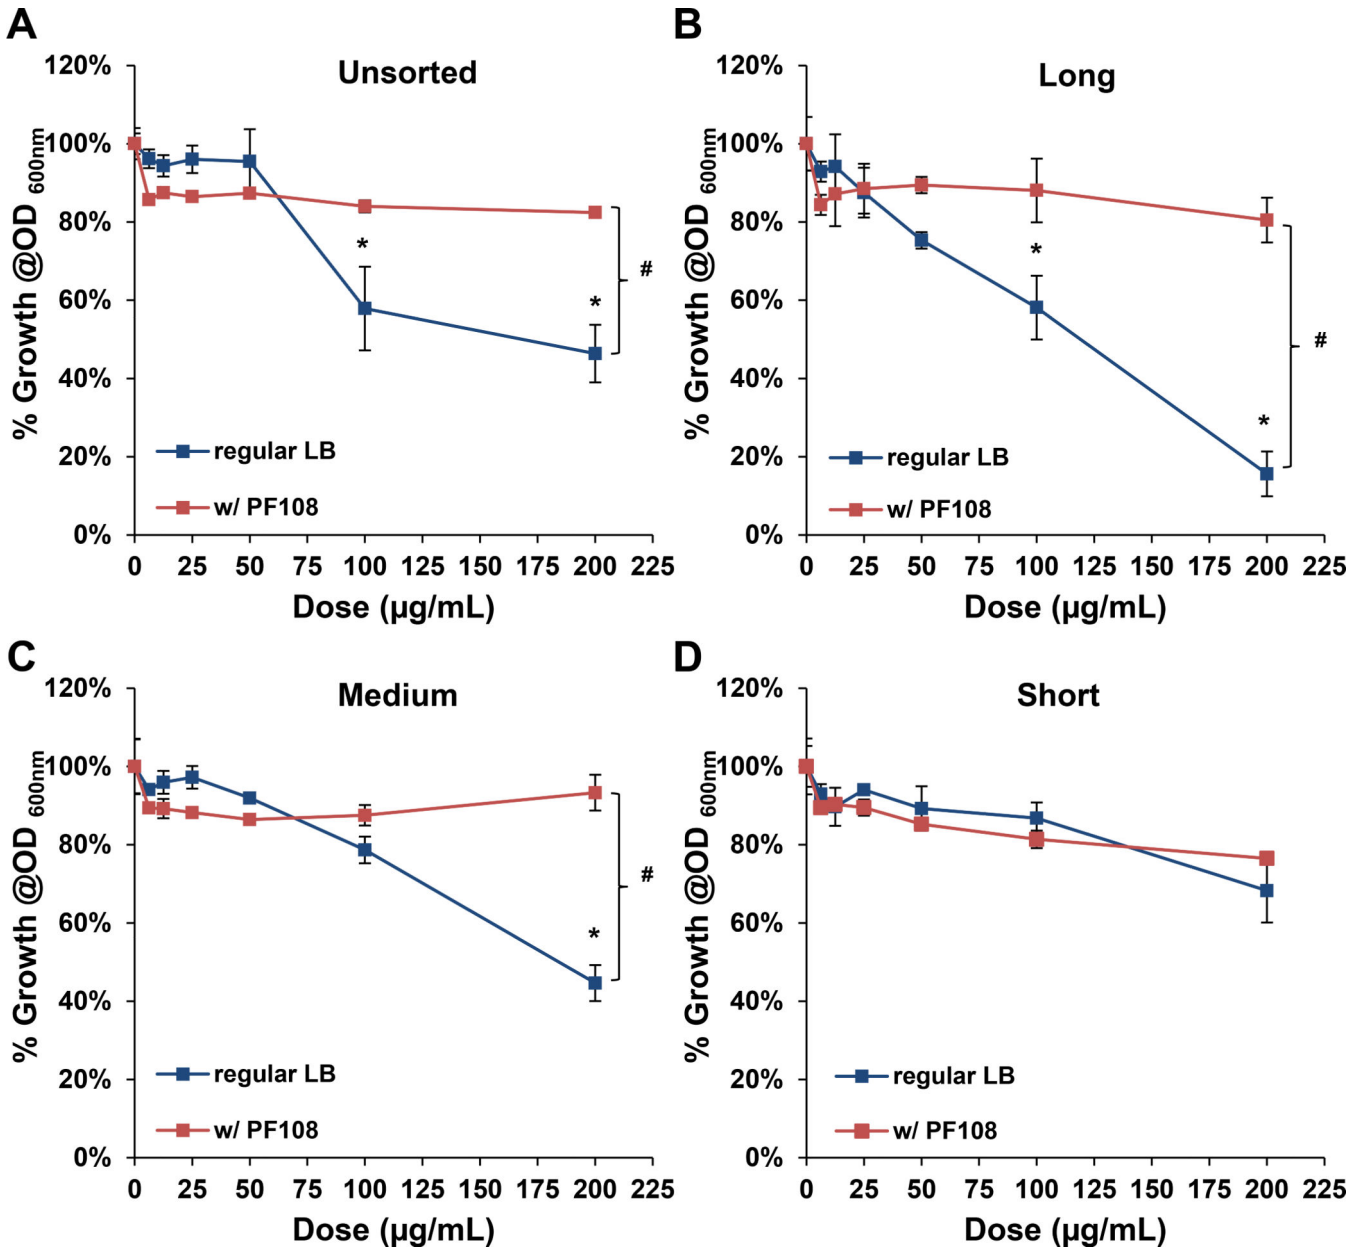 A
Unsorted
% Growth @OD 600nm
120%
100%
80%
60%
40%
20%
0%
*
*
#
regular LB
w/ PF108
0 25 50 75 100 125 150 175 200 225
Dose (µg/mL)
B
Long
% Growth @OD 600nm
120%
100%
80%
60%
40%
20%
0%
*
*
#
regular LB
w/ PF108
0 25 50 75 100 125 150 175 200 225
Dose (µg/mL)
C
Medium
% Growth @OD 600nm
120%
100%
80%
60%
40%
20%
0%
*
#
regular LB
w/ PF108
0 25 50 75 100 125 150 175 200 225
Dose (µg/mL)
D
Short
% Growth @OD 600nm
120%
100%
80%
60%
40%
20%
0%
regular LB
w/ PF108
0 25 50 75 100 125 150 175 200 225
Dose (µg/mL)